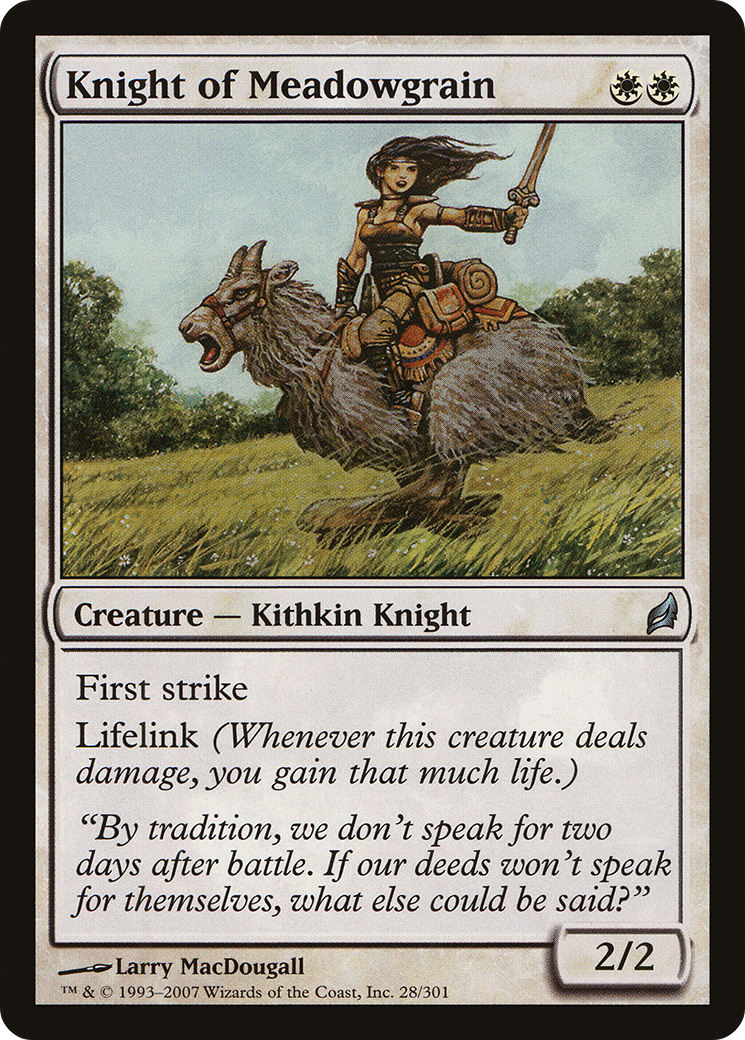 Knight of Meadowgrain
Creature — Kithkin Knight
First strike
Lifelink (Whenever this creature deals
damage, you gain that much life.)
“By tradition, we don’t speak for two
days after battle. If our deeds won’t speak
for themselves, what else could be said?”
2/2
Larry MacDougall
™ & © 1993–2007 Wizards of the Coast, Inc. 28/301